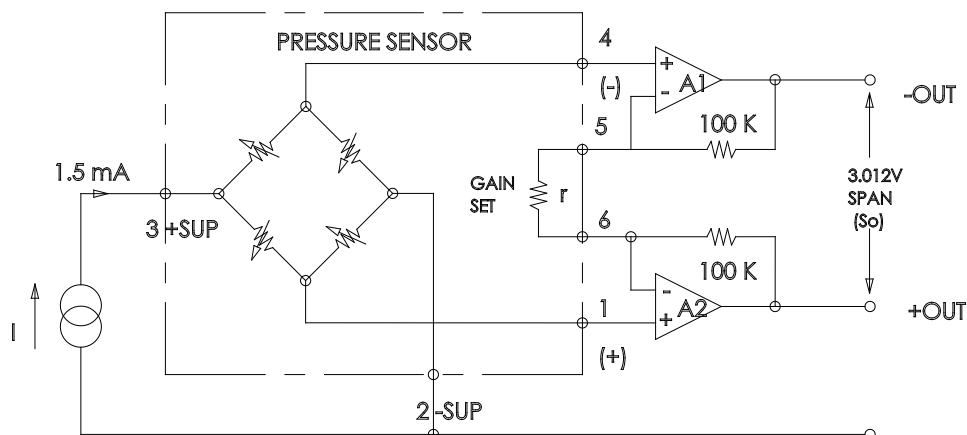 PRESSURE SENSOR
4
(-)
+
-
A1
-OUT
100 K
5
1.5 mA
GAIN
SET
r
3.012V
SPAN
(So)
3 +SUP
6
100 K
-
+
A2
+OUT
1
(+)
I
2 -SUP